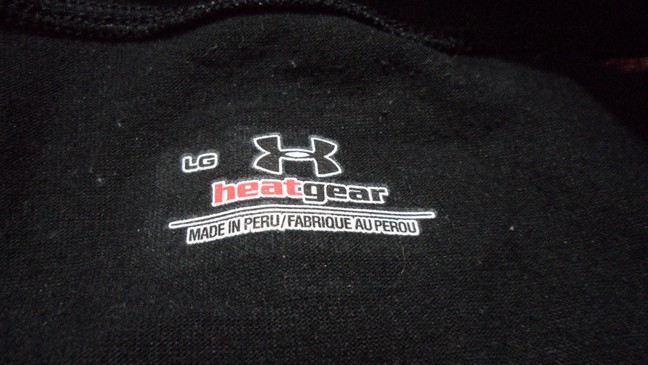 LG
heatgear
MADE IN PERU/FABRIQUE AU PEROU